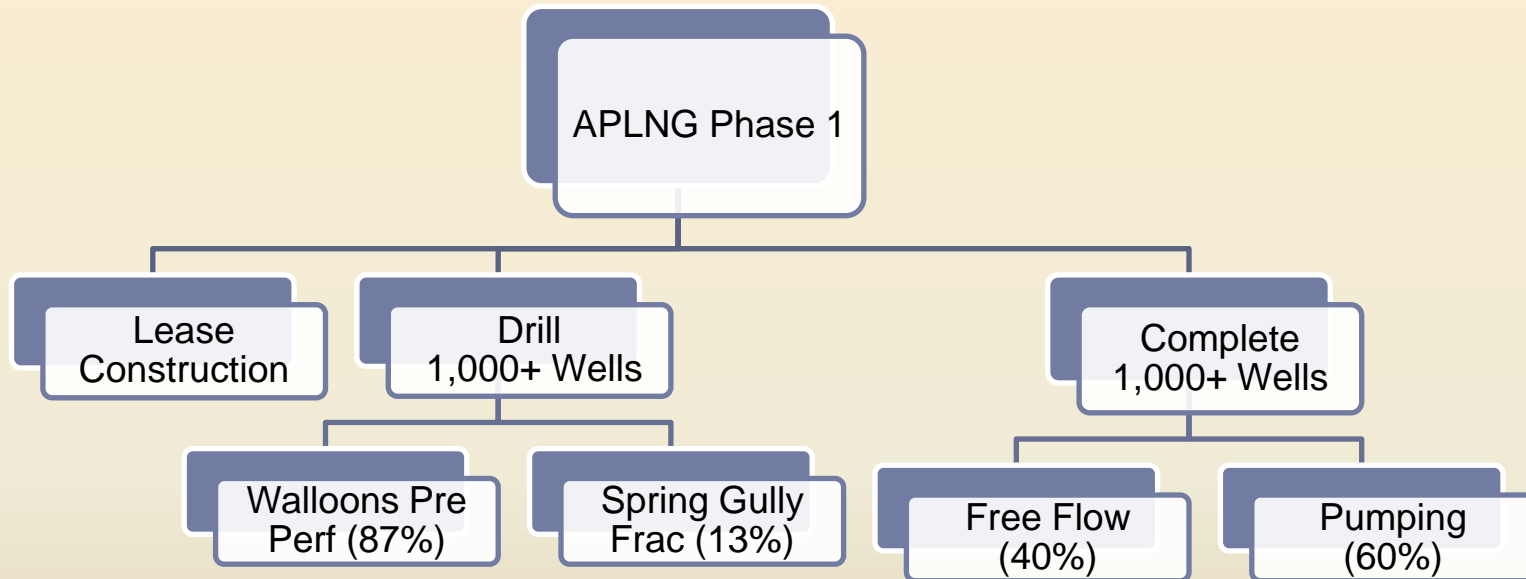 APLNG Phase 1
Lease
Construction
Drill
1,000+ Wells
Complete
1,000+ Wells
Walloons Pre
Perf (87%)
Spring Gully
Frac (13%)
Free Flow
(40%)
Pumping
(60%)